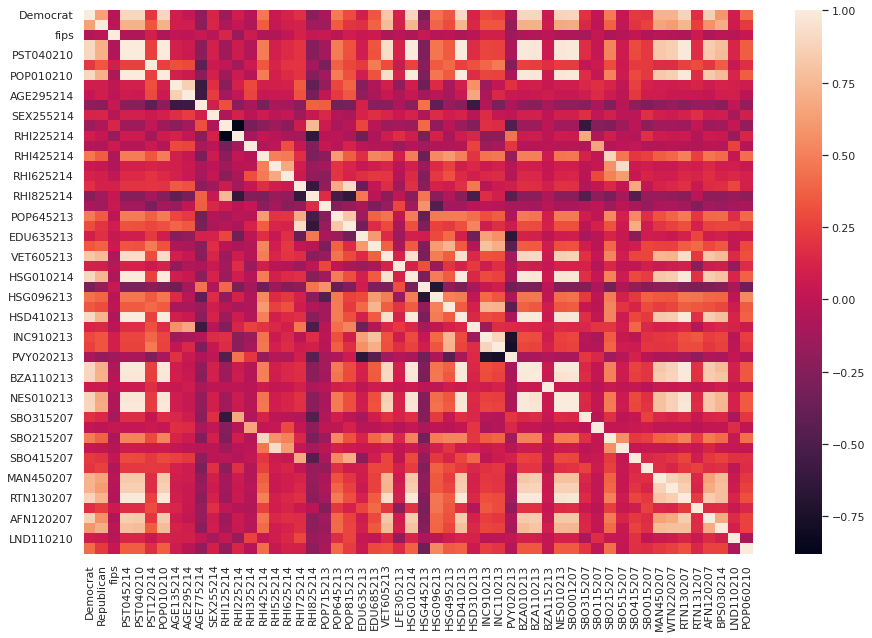 Democrat
fips
PST040210
POP010210
AGE295214
SEX255214
RHI225214
RHI425214
RHI625214
RHI825214
POP645213
EDU635213
VET605213
HSG010214
HSG096213
HSD410213
INC910213
PVY020213
BZA110213
NES010213
SBO315207
SBO215207
SBO415207
MAN450207
RTN130207
AFN120207
LND110210
1.00
0.75
0.50
0.25
0.00
−0.25
−0.50
−0.75
Democrat
Republican
fips
PST045214
PST040210
PST120214
POP010210
AGE135214
AGE295214
AGE775214
SEX255214
RHI125214
RHI225214
RHI325214
RHI425214
RHI525214
RHI625214
RHI725214
RHI825214
POP715213
POP645213
POP815213
EDU635213
EDU685213
VET605213
LFE305213
HSG010214
HSG445213
HSG096213
HSG495213
HSD410213
HSD310213
INC910213
INC110213
PVY020213
BZA010213
BZA110213
BZA115213
NES010213
SBO001207
SBO315207
SBO115207
SBO215207
SBO515207
SBO415207
SBO015207
MAN450207
WTN220207
RTN130207
RTN131207
AFN120207
BPS030214
LND110210
POP060210